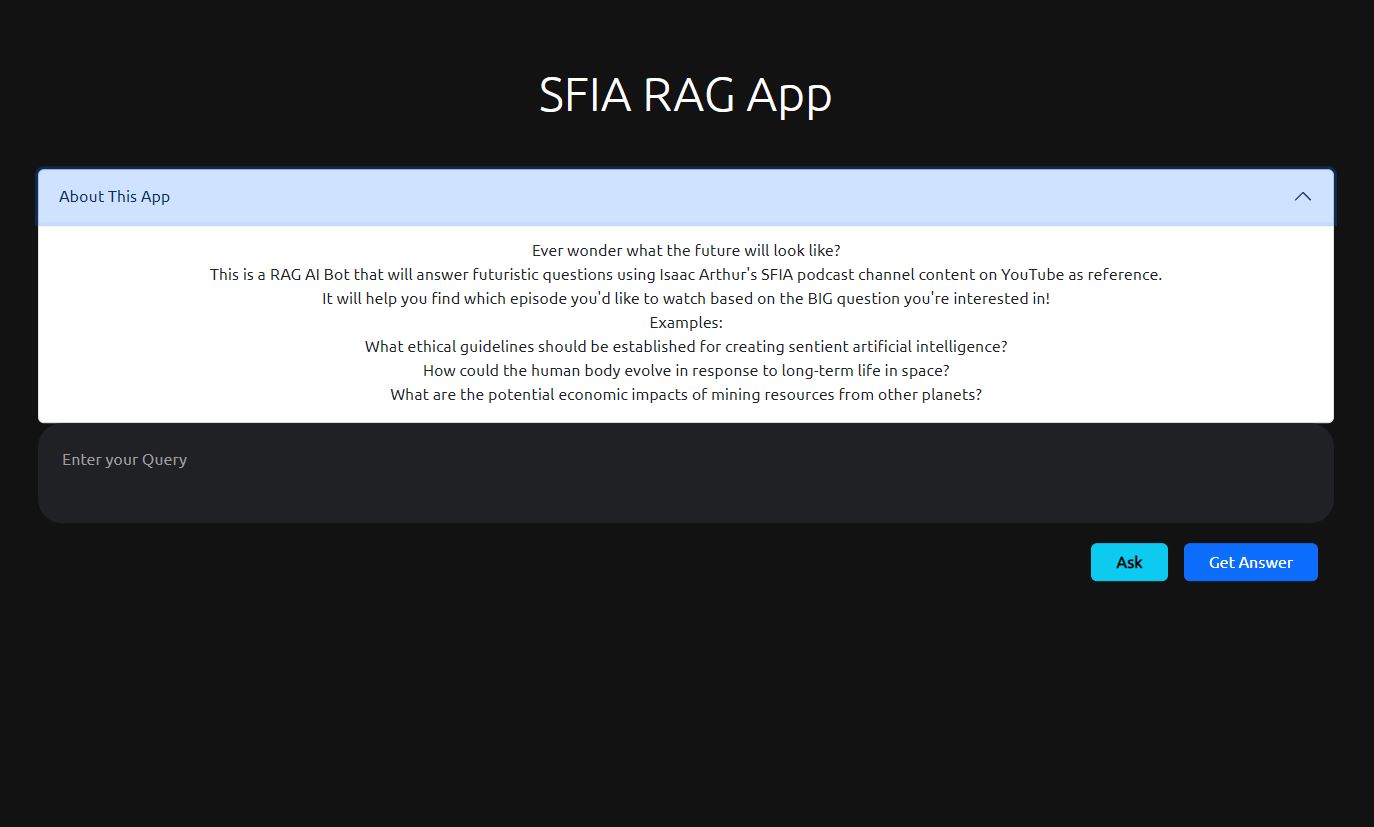 SFIA RAG App
About This App
Ever wonder what the future will look like?
This is a RAG AI Bot that will answer futuristic questions using Isaac Arthur's SFIA podcast channel content on YouTube as reference.
It will help you find which episode you'd like to watch based on the BIG question you're interested in!
Examples:
What ethical guidelines should be established for creating sentient artificial intelligence?
How could the human body evolve in response to long-term life in space?
What are the potential economic impacts of mining resources from other planets?
Enter your Query
Ask
Get Answer